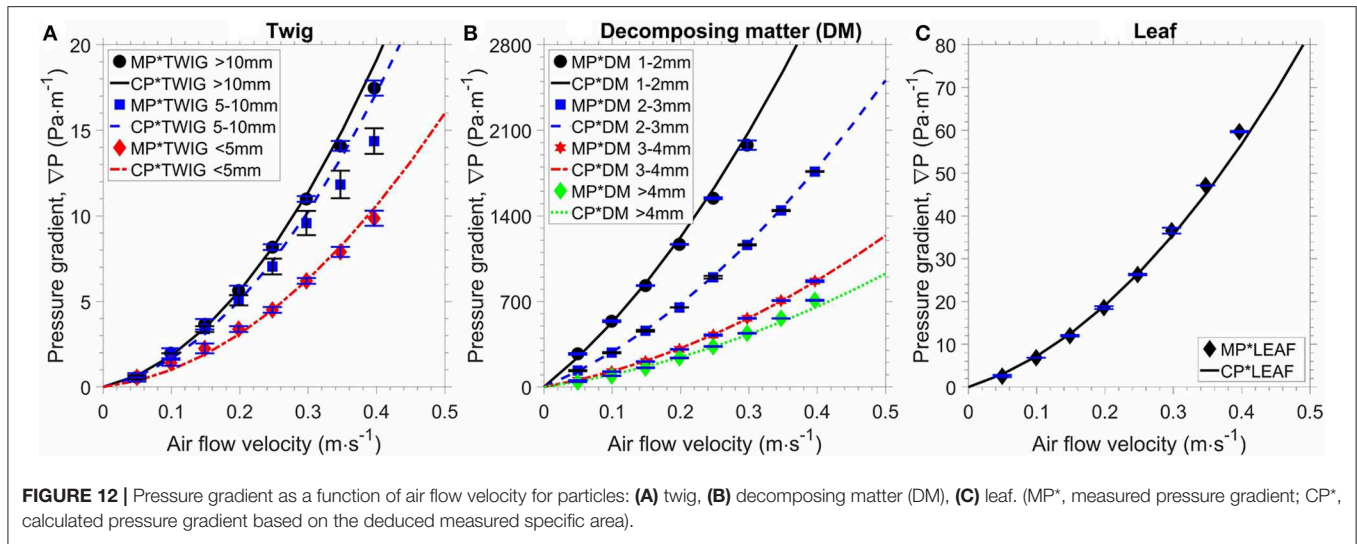 A Twig
20
15
10
5
0
Pressure gradient, ∇P (Pa·m⁻¹)
MP*TWIG >10mm
CP*TWIG >10mm
MP*TWIG 5-10mm
CP*TWIG 5-10mm
MP*TWIG <5mm
CP*TWIG <5mm
0 0.1 0.2 0.3 0.4 0.5
Air flow velocity (m·s⁻¹)
B Decomposing matter (DM)
2800
2100
1400
700
0
Pressure gradient, ∇P (Pa·m⁻¹)
MP*DM 1-2mm
CP*DM 1-2mm
MP*DM 2-3mm
CP*DM 2-3mm
MP*DM 3-4mm
CP*DM 3-4mm
MP*DM >4mm
CP*DM >4mm
0 0.1 0.2 0.3 0.4 0.5
Air flow velocity (m·s⁻¹)
C Leaf
80
70
60
50
40
30
20
10
0
Pressure gradient, ∇P (Pa·m⁻¹)
MP*LEAF
CP*LEAF
0 0.1 0.2 0.3 0.4 0.5
Air flow velocity (m·s⁻¹)
FIGURE 12 | Pressure gradient as a function of air flow velocity for particles: (A) twig, (B) decomposing matter (DM), (C) leaf. (MP*, measured pressure gradient; CP*,
calculated pressure gradient based on the deduced measured specific area).